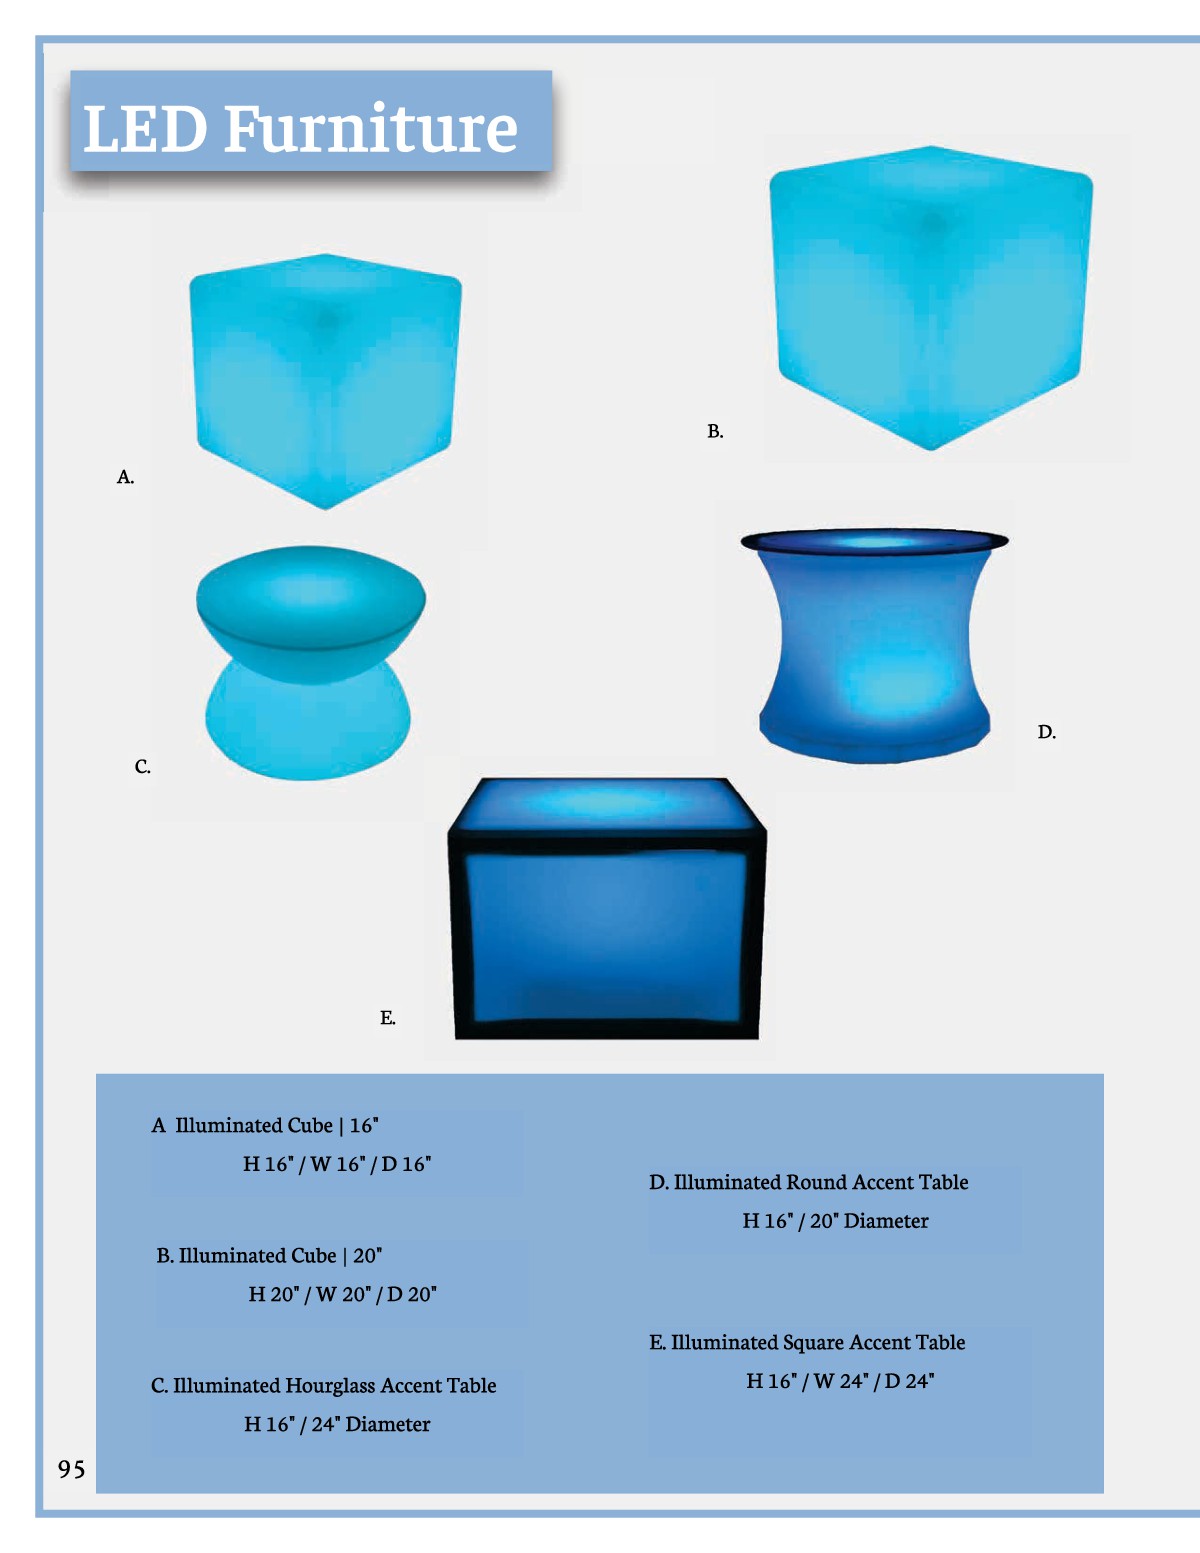 LED Furniture
B.
A.
D.
C.
E.
A Illuminated Cube | 16"
H 16" / W 16" / D 16"
B. Illuminated Cube | 20"
H 20" / W 20" / D 20"
C. Illuminated Hourglass Accent Table
H 16" / 24" Diameter
D. Illuminated Round Accent Table
H 16" / 20" Diameter
E. Illuminated Square Accent Table
H 16" / W 24" / D 24"
95